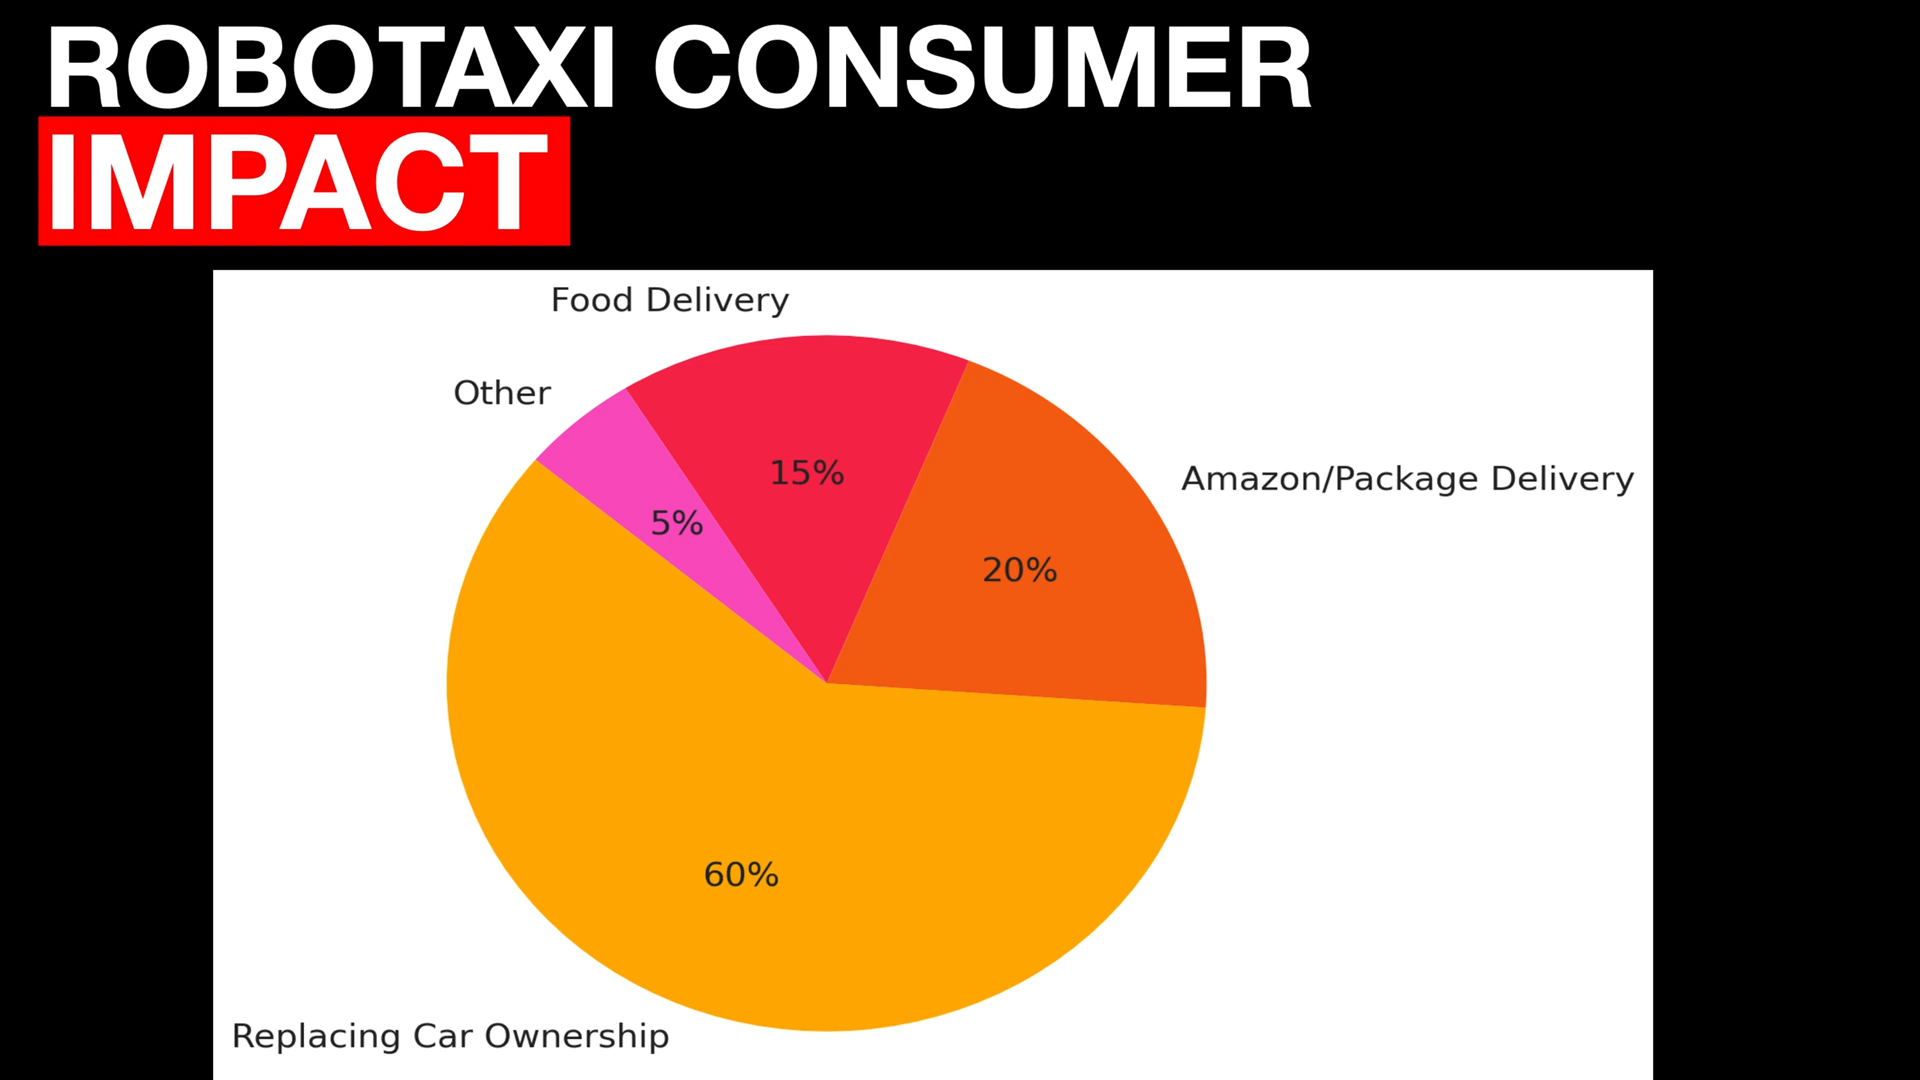 ROBOTAXI CONSUMER
IMPACT
Food Delivery
Other
15%
Amazon/Package Delivery
5%
20%
60%
Replacing Car Ownership